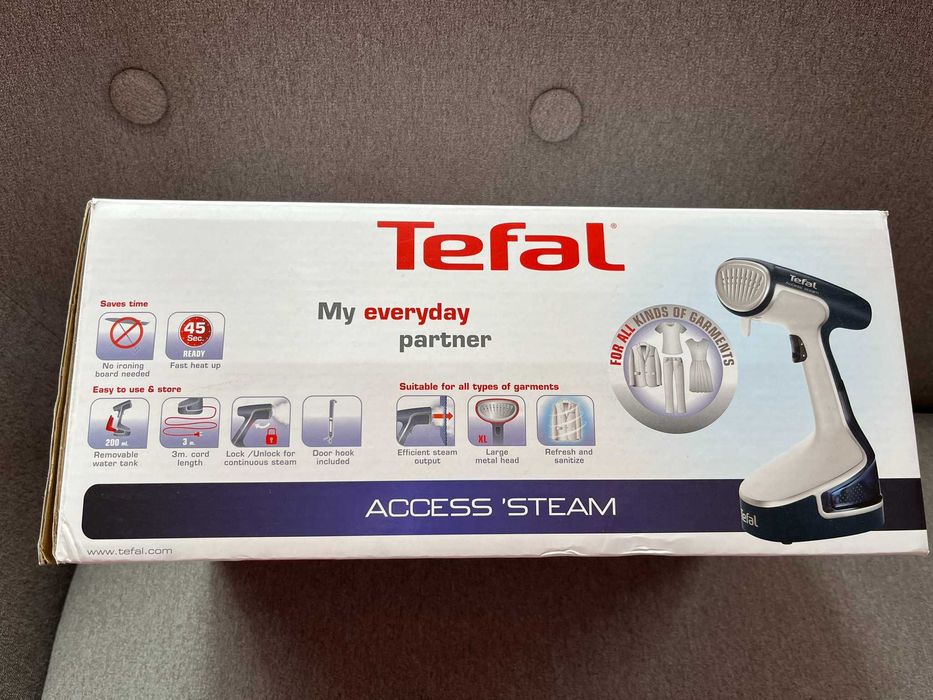 Tefal®
My everyday
partner
Saves time
45
Sec.
READY
No ironing
board needed
Fast heat up
Easy to use & store
200 ml.
Removable
water tank
3 m.
3m. cord
length
Lock /Unlock for
continuous steam
Door hook
included
Suitable for all types of garments
Efficient steam
output
XL
Large
metal head
Refresh and
sanitize
FOR ALL KINDS OF GARMENTS
Tefal
ACCESS STEAM
Tefal
ACCESS 'STEAM
www.tefal.com